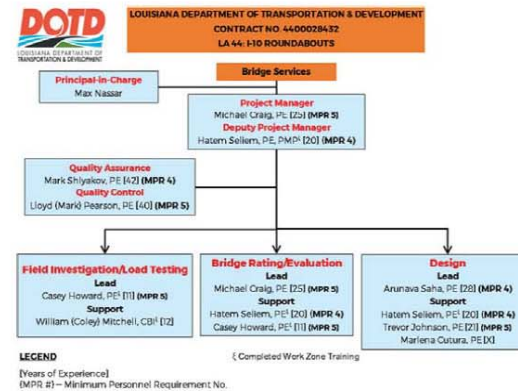 DOTD
LOUISIANA DEPARTMENT OF
TRANSPORTATION & DEVELOPMENT
LOUISIANA DEPARTMENT OF TRANSPORTATION & DEVELOPMENT
CONTRACT NO. 4400028432
LA 44: I-10 ROUNDABOUTS
Bridge Services
Principal-in-Charge
Max Nassar
Project Manager
Michael Craig, PE [25] (MPR 5)
Deputy Project Manager
Hatem Seliem, PE, PMP⸹ [20] (MPR 4)
Quality Assurance
Mark Shlyakov, PE [42] (MPR 4)
Quality Control
Lloyd (Mark) Pearson, PE [40] (MPR 5)
Field Investigation/Load Testing
Lead
Casey Howard, PE⸹ [11] (MPR 5)
Support
William (Coley) Mitchell, CBI⸹ [12]
Bridge Rating/Evaluation
Lead
Michael Craig, PE [25] (MPR 5)
Support
Hatem Seliem, PE⸹ [20] (MPR 4)
Casey Howard, PE⸹ [11] (MPR 5)
Design
Lead
Arunava Saha, PE [28] (MPR 4)
Support
Hatem Seliem, PE⸹ [20] (MPR 4)
Trevor Johnson, PE [21] (MPR 5)
Marlena Cutura, PE [X]
LEGEND
[Years of Experience]
(MPR #) – Minimum Personnel Requirement No.
⸹ Completed Work Zone Training